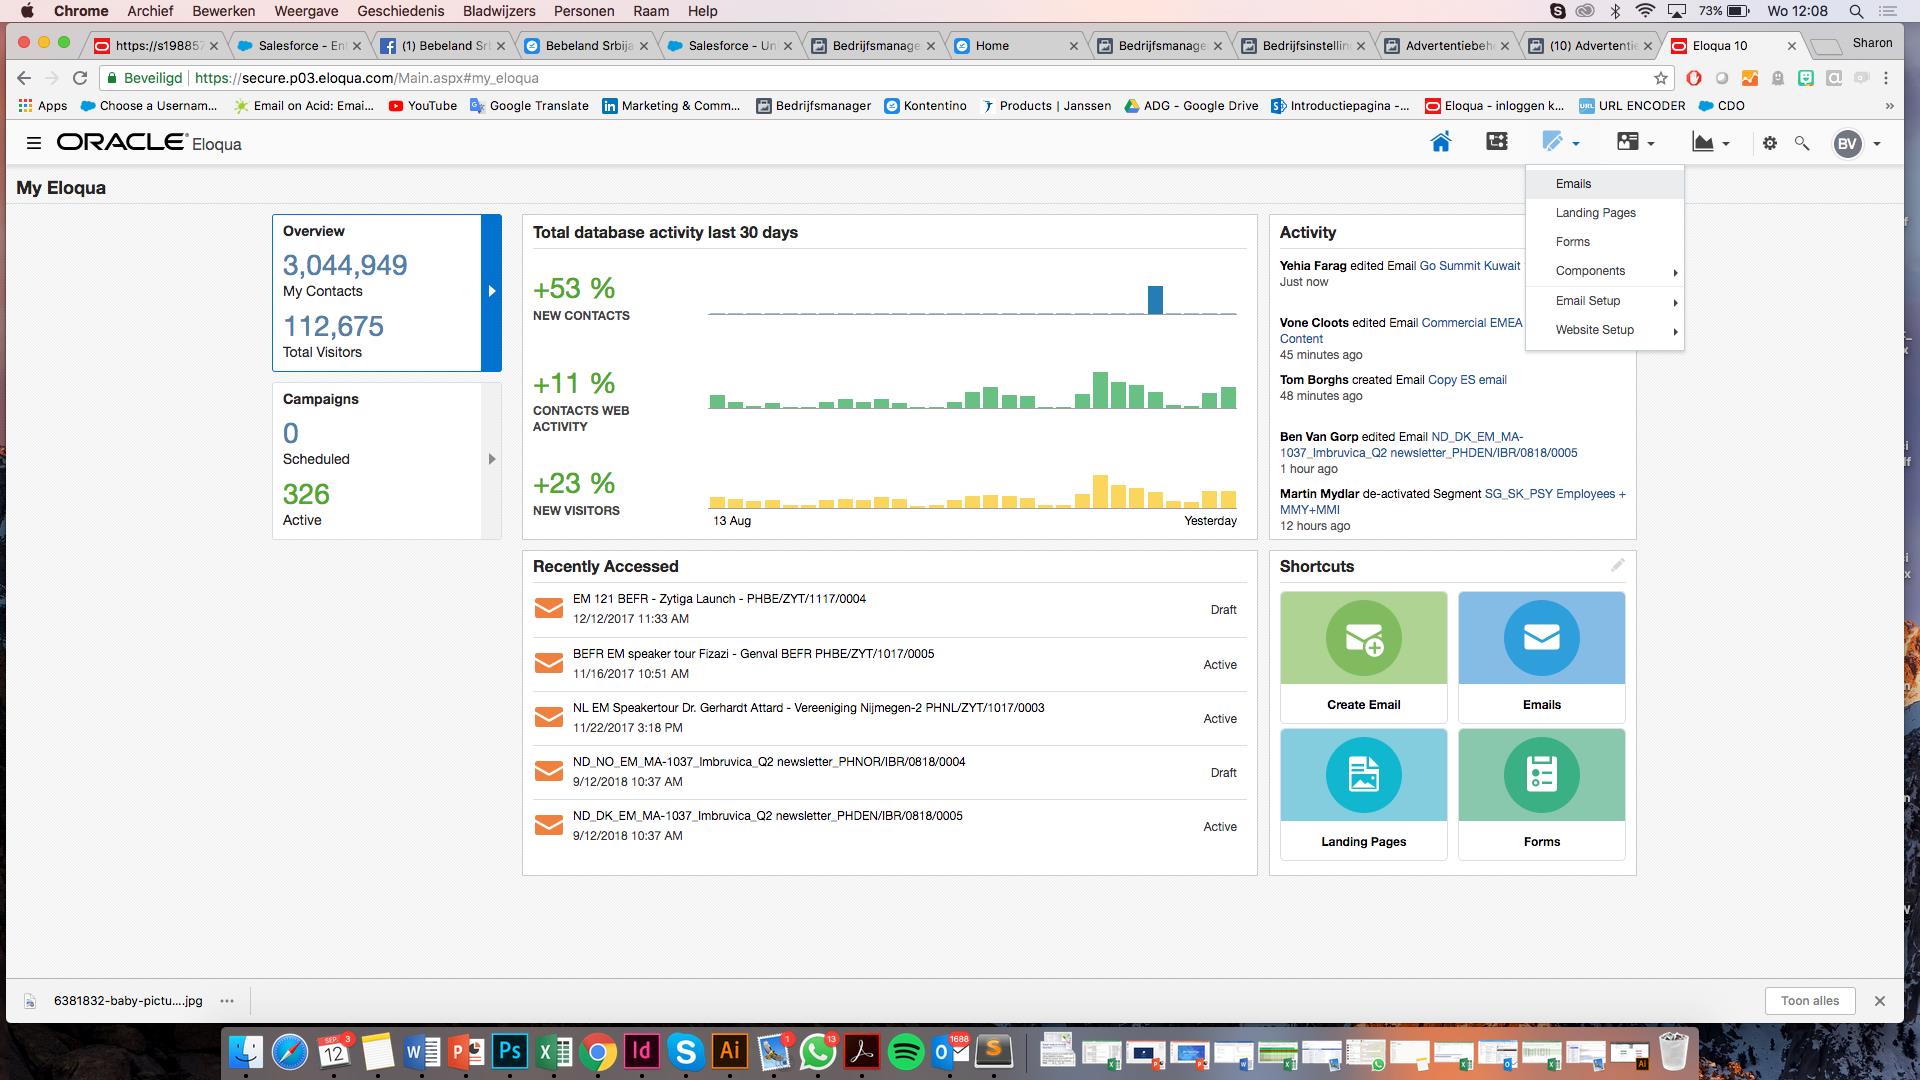 Chrome Archief Bewerken Weergave Geschiedenis Bladwijzers Personen Raam Help 73% Wo 12:08
https://s19885 Salesforce - En (1) Bebeland Sr Bebeland Srbija Salesforce - Un Bedrijfsmanage Home Bedrijfsmanage Bedrijfsinstellin Advertentiebeh (10) Advertentie Eloqua 10 Sharon
Beveiligd https://secure.p03.eloqua.com/Main.aspx#my_eloqua
Apps Choose a Usernam... Email on Acid: Emai... YouTube Google Translate Marketing & Comm... Bedrijfsmanager Kontentino Products | Janssen ADG - Google Drive Introductiepagina -... Eloqua - inloggen k... URL ENCODER CDO »
ORACLE® Eloqua BV
My Eloqua
Emails
Landing Pages
Forms
Components
Email Setup
Website Setup
Overview
3,044,949
My Contacts
112,675
Total Visitors
Campaigns
0
Scheduled
326
Active
Total database activity last 30 days
+53 %
NEW CONTACTS
+11 %
CONTACTS WEB
ACTIVITY
+23 %
NEW VISITORS
13 Aug Yesterday
Activity
Yehia Farag edited Email Go Summit Kuwait
Just now
Vone Cloots edited Email Commercial EMEA
Content
45 minutes ago
Tom Borghs created Email Copy ES email
48 minutes ago
Ben Van Gorp edited Email ND_DK_EM_MA-
1037_Imbruvica_Q2 newsletter_PHDEN/IBR/0818/0005
1 hour ago
Martin Mydlar de-activated Segment SG_SK_PSY Employees +
MMY+MMI
12 hours ago
Recently Accessed
EM 121 BEFR - Zytiga Launch - PHBE/ZYT/1117/0004
12/12/2017 11:33 AM
Draft
BEFR EM speaker tour Fizazi - Genval BEFR PHBE/ZYT/1017/0005
11/16/2017 10:51 AM
Active
NL EM Speakertour Dr. Gerhardt Attard - Vereeniging Nijmegen-2 PHNL/ZYT/1017/0003
11/22/2017 3:18 PM
Active
ND_NO_EM_MA-1037_Imbruvica_Q2 newsletter_PHNOR/IBR/0818/0004
9/12/2018 10:37 AM
Draft
ND_DK_EM_MA-1037_Imbruvica_Q2 newsletter_PHDEN/IBR/0818/0005
9/12/2018 10:37 AM
Active
Shortcuts
Create Email
Emails
Landing Pages
Forms
6381832-baby-pictu....jpg ... Toon alles
SEP. 12 3 W P Ps X Id S Ai 1 13 1688 S